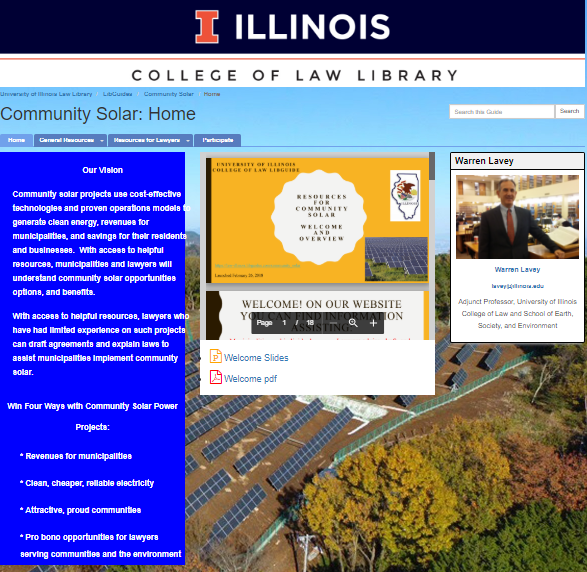 I ILLINOIS
COLLEGE OF LAW LIBRARY
University of Illinois Law Library / LibGuides / Community Solar / Home
Community Solar: Home
Search this Guide Search
Home General Resources Resources for Lawyers Participate
Our Vision
Community solar projects use cost-effective
technologies and proven operations models to
generate clean energy, revenues for
municipalities, and savings for their residents
and businesses. With access to helpful
resources, municipalities and lawyers will
understand community solar opportunities
options, and benefits.
With access to helpful resources, lawyers who
have had limited experience on such projects
can draft agreements and explain laws to
assist municipalities implement community
solar.
Win Four Ways with Community Solar Power
Projects:
* Revenues for municipalities
* Clean, cheaper, reliable electricity
* Attractive, proud communities
* Pro bono opportunities for lawyers
serving communities and the environment
UNIVERSITY OF ILLINOIS
COLLEGE OF LAW LIBGUIDE
RESOURCES
FOR
COMMUNITY
SOLAR
WELCOME
AND
OVERVIEW
WELCOME! ON OUR WEBSITE
YOU CAN FIND INFORMATION
ASSISTING
Page 1 / 18
Welcome Slides
Welcome pdf
Warren Lavey
Warren Lavey
lavey@illinois.edu
Adjunct Professor, University of Illinois
College of Law and School of Earth,
Society, and Environment